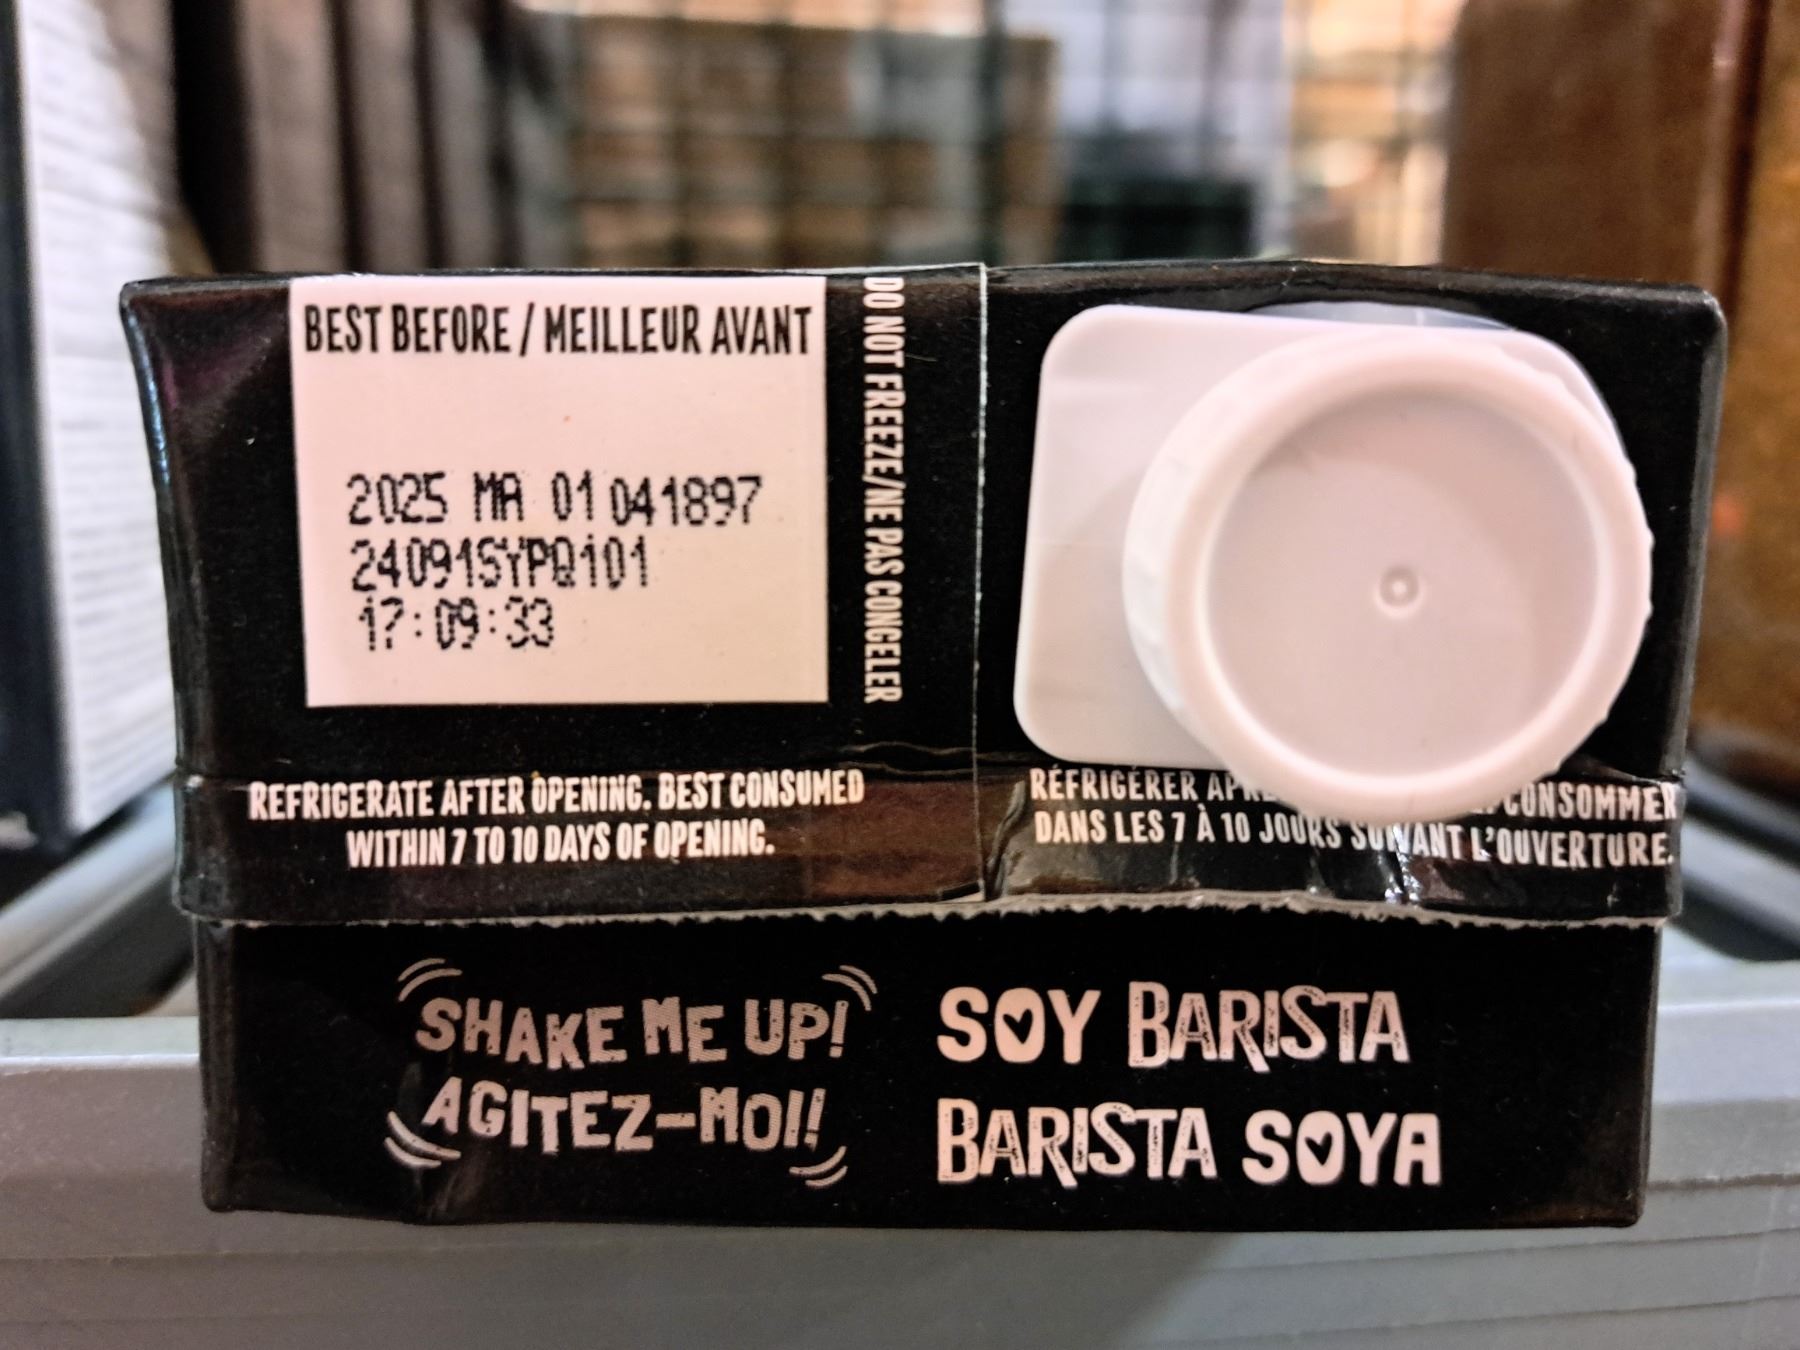 BEST BEFORE / MEILLEUR AVANT
2025 MA 01 041897
24091SYPQ101
17:09:33
DO NOT FREEZE/NE PAS CONGELER
REFRIGERATE AFTER OPENING. BEST CONSUMED
WITHIN 7 TO 10 DAYS OF OPENING.
RÉFRIGÉRER CONSOMMER
DANS LES 7 À 10 JOURS SUIVANT L'OUVERTURE.
SHAKE ME UP!
AGITEZ-MOI!
SOY BARISTA
BARISTA SOYA